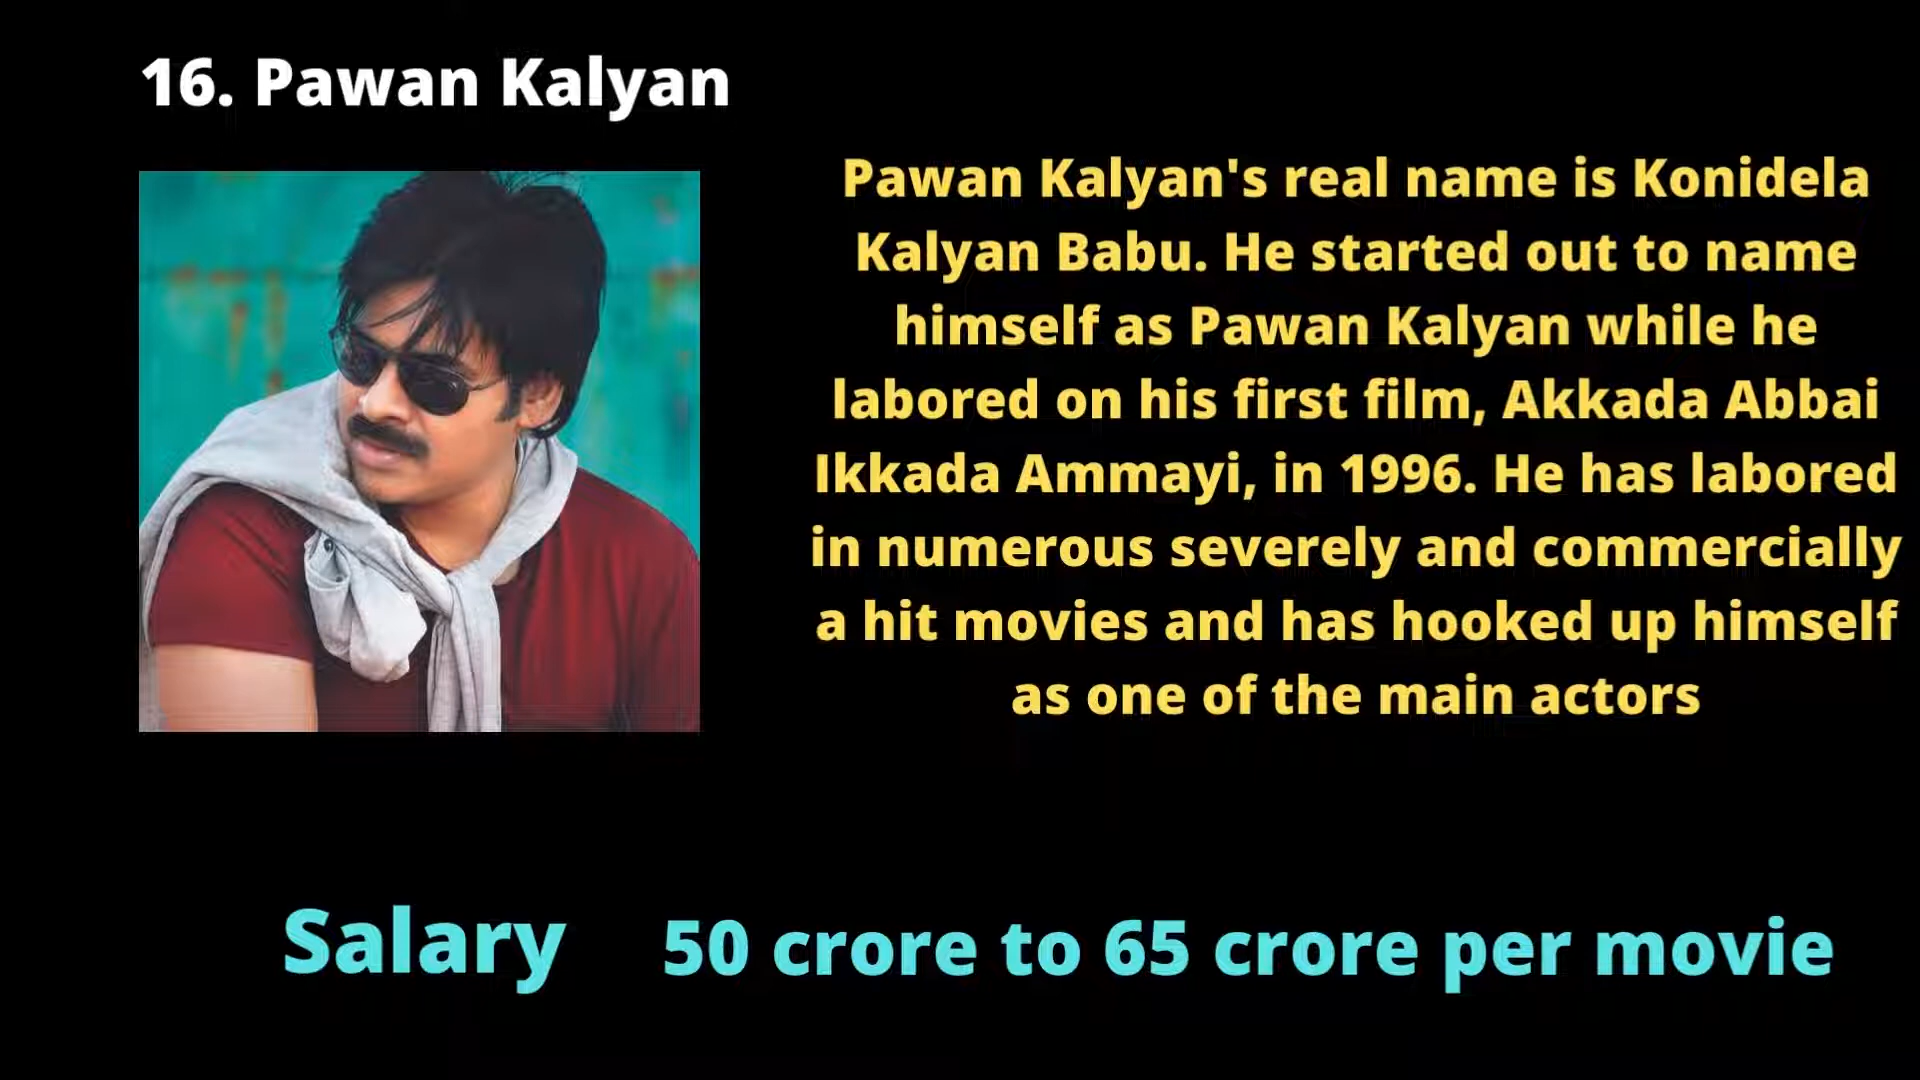 16. Pawan Kalyan
Pawan Kalyan's real name is Konidela
Kalyan Babu. He started out to name
himself as Pawan Kalyan while he
labored on his first film, Akkada Abbai
Ikkada Ammayi, in 1996. He has labored
in numerous severely and commercially
a hit movies and has hooked up himself
as one of the main actors
Salary 50 crore to 65 crore per movie